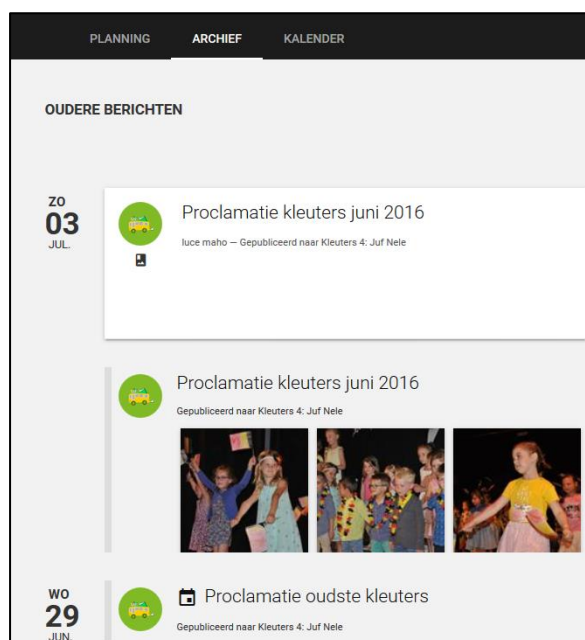 PLANNING ARCHIEF KALENDER
OUDERE BERICHTEN
ZO
03
JUL.
Proclamatie kleuters juni 2016
luce maho — Gepubliceerd naar Kleuters 4: Juf Nele
Proclamatie kleuters juni 2016
Gepubliceerd naar Kleuters 4: Juf Nele
WO
29
JUN.
Proclamatie oudste kleuters
Gepubliceerd naar Kleuters 4: Juf Nele